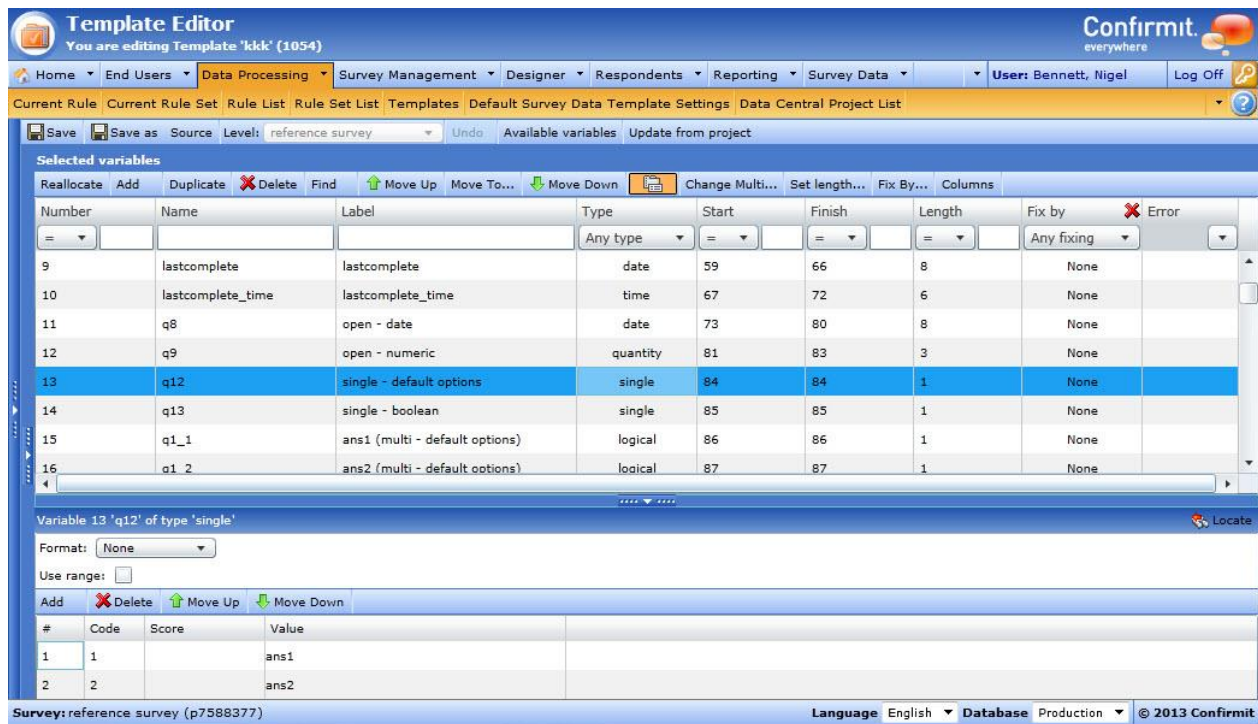 Template Editor
You are editing Template 'kkk' (1054)
Confirmit.
everywhere
Home End Users Data Processing Survey Management Designer Respondents Reporting Survey Data User: Bennett, Nigel Log Off
Current Rule Current Rule Set Rule List Rule Set List Templates Default Survey Data Template Settings Data Central Project List
Save Save as Source Level: reference survey Undo Available variables Update from project
Selected variables
Reallocate Add Duplicate Delete Find Move Up Move To... Move Down Change Multi... Set length... Fix By... Columns
Number Name Label Type Start Finish Length Fix by Error
= Any type = = = Any fixing
9 lastcomplete lastcomplete date 59 66 8 None
10 lastcomplete_time lastcomplete_time time 67 72 6 None
11 q8 open - date date 73 80 8 None
12 q9 open - numeric quantity 81 83 3 None
13 q12 single - default options single 84 84 1 None
14 q13 single - boolean single 85 85 1 None
15 q1_1 ans1 (multi - default options) logical 86 86 1 None
16 q1_2 ans2 (multi - default options) logical 87 87 1 None
Variable 13 'q12' of type 'single' Locate
Format: None
Use range:
Add Delete Move Up Move Down
# Code Score Value
1 1 ans1
2 2 ans2
Survey: reference survey (p7588377) Language English Database Production © 2013 Confirmit